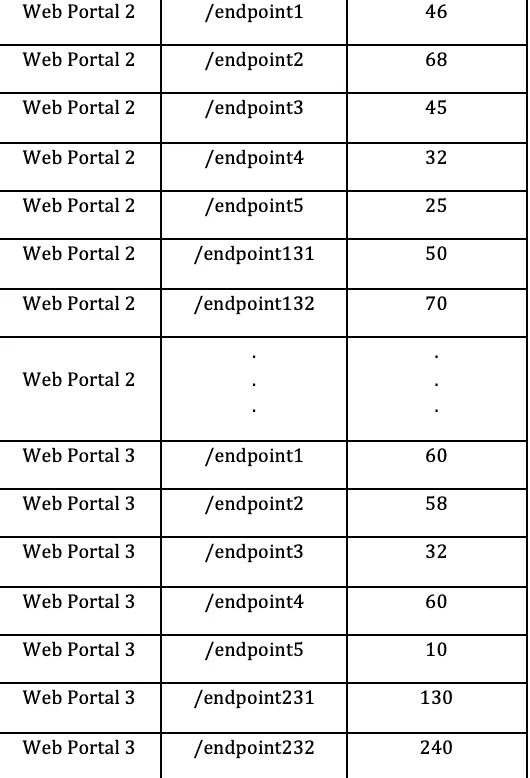 Web Portal 2 /endpoint1 46
Web Portal 2 /endpoint2 68
Web Portal 2 /endpoint3 45
Web Portal 2 /endpoint4 32
Web Portal 2 /endpoint5 25
Web Portal 2 /endpoint131 50
Web Portal 2 /endpoint132 70
. .
Web Portal 2 . .
. .
Web Portal 3 /endpoint1 60
Web Portal 3 /endpoint2 58
Web Portal 3 /endpoint3 32
Web Portal 3 /endpoint4 60
Web Portal 3 /endpoint5 10
Web Portal 3 /endpoint231 130
Web Portal 3 /endpoint232 240